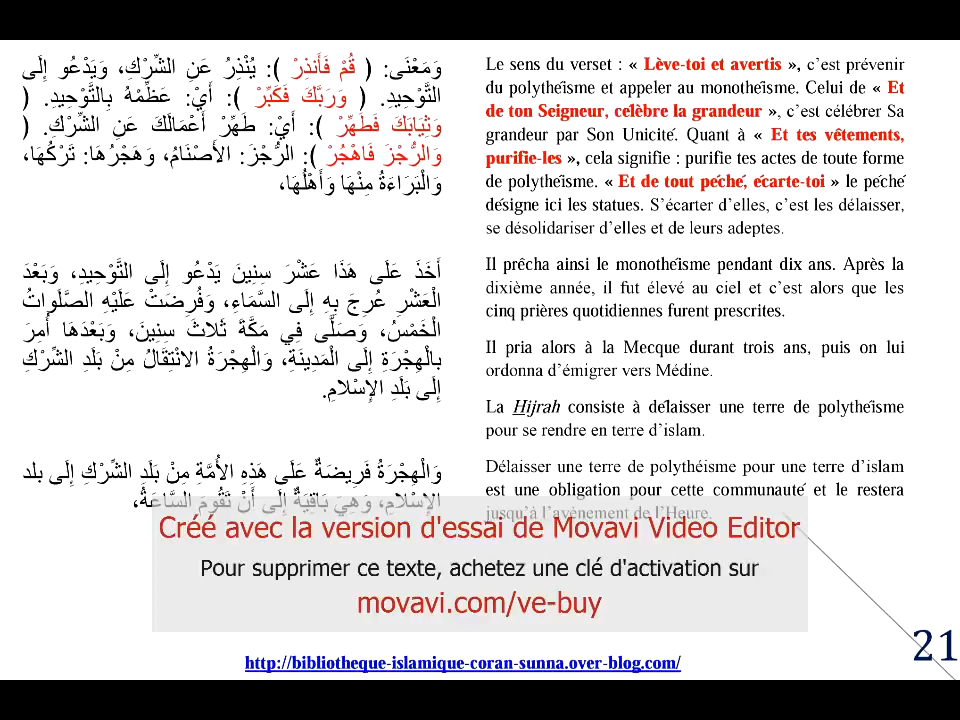 وَمَعْنَى: ( قُمْ فَأَنذِرْ ): يُنْذِرُ عَنِ الشِّرْكِ، وَيَدْعُو إِلَى
التَّوْحِيدِ. ( وَرَبَّكَ فَكَبِّرْ ): أَيْ: عَظِّمْهُ بِالتَّوْحِيدِ. (
وَثِيَابَكَ فَطَهِّرْ ): أَيْ: طَهِّرْ أَعْمَالَكَ عَنِ الشِّرْكِ. (
وَالرُّجْزَ فَاهْجُرْ ): الرُّجْزَ: الأَصْنَامُ، وَهَجْرُهَا: تَرْكُهَا،
وَالْبَرَاءَةُ مِنْهَا وَأَهْلُهَا،
أَخَذَ عَلَى هَذَا عَشْرَ سِنِينَ يَدْعُو إِلَى التَّوْحِيدِ، وَبَعْدَ
الْعَشْرِ عُرِجَ بِهِ إِلَى السَّمَاءِ، وَفُرِضَتْ عَلَيْهِ الصَّلَوَاتُ
الْخَمْسُ، وَصَلَّى فِي مَكَّةَ ثَلاثَ سِنِينَ، وَبَعْدَهَا أُمِرَ
بِالْهِجْرَةِ إِلَى الْمَدِينَةِ، وَالْهِجْرَةُ الانْتِقَالُ مِنْ بَلَدِ الشِّرْكِ
إِلَى بَلَدِ الإِسْلامِ.
وَالْهِجْرَةُ فَرِيضَةٌ عَلَى هَذِهِ الأُمَّةِ مِنْ بَلَدِ الشِّرْكِ إِلَى بلد
الإِسْلامِ، وَهِيَ بَاقِيَةٌ إِلَى أَنْ تَقُومَ السَّاعَةُ،
Le sens du verset : « Lève-toi et avertis », c'est prévenir
du polythéisme et appeler au monothéisme. Celui de « Et
de ton Seigneur, célèbre la grandeur », c'est célébrer Sa
grandeur par Son Unicité. Quant à « Et tes vêtements,
purifie-les », cela signifie : purifie tes actes de toute forme
de polythéisme. « Et de tout péché, écarte-toi » le péché
désigne ici les statues. S'écarter d'elles, c'est les délaisser,
se désolidariser d'elles et de leurs adeptes.
Il prêcha ainsi le monothéisme pendant dix ans. Après la
dixième année, il fut élevé au ciel et c'est alors que les
cinq prières quotidiennes furent prescrites.
Il pria alors à la Mecque durant trois ans, puis on lui
ordonna d'émigrer vers Médine.
La Hijrah consiste à délaisser une terre de polythéisme
pour se rendre en terre d'islam.
Délaisser une terre de polythéisme pour une terre d'islam
est une obligation pour cette communauté et le restera
jusqu'à l'avènement de l'Heure.
Créé avec la version d'essai de Movavi Video Editor
Pour supprimer ce texte, achetez une clé d'activation sur
movavi.com/ve-buy
21
http://bibliotheque-islamique-coran-sunna.over-blog.com/